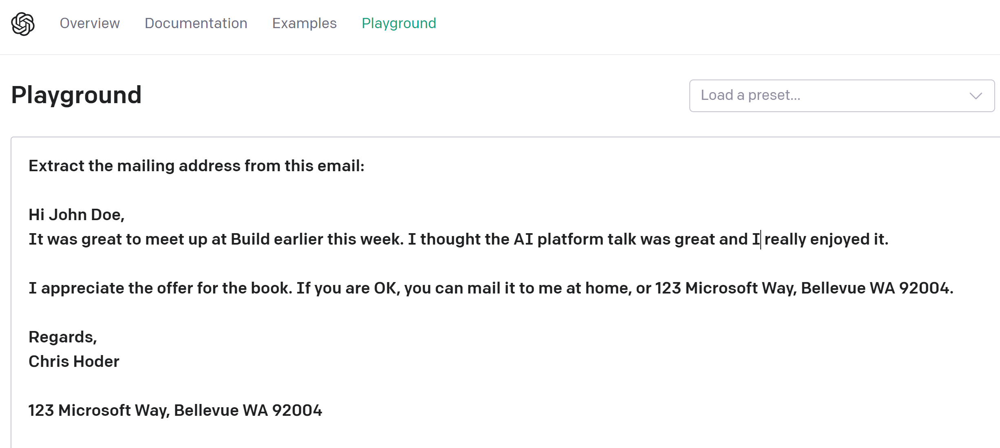 Overview Documentation Examples Playground
Playground
Load a preset...
Extract the mailing address from this email:
Hi John Doe,
It was great to meet up at Build earlier this week. I thought the AI platform talk was great and I really enjoyed it.
I appreciate the offer for the book. If you are OK, you can mail it to me at home, or 123 Microsoft Way, Bellevue WA 92004.
Regards,
Chris Hoder
123 Microsoft Way, Bellevue WA 92004